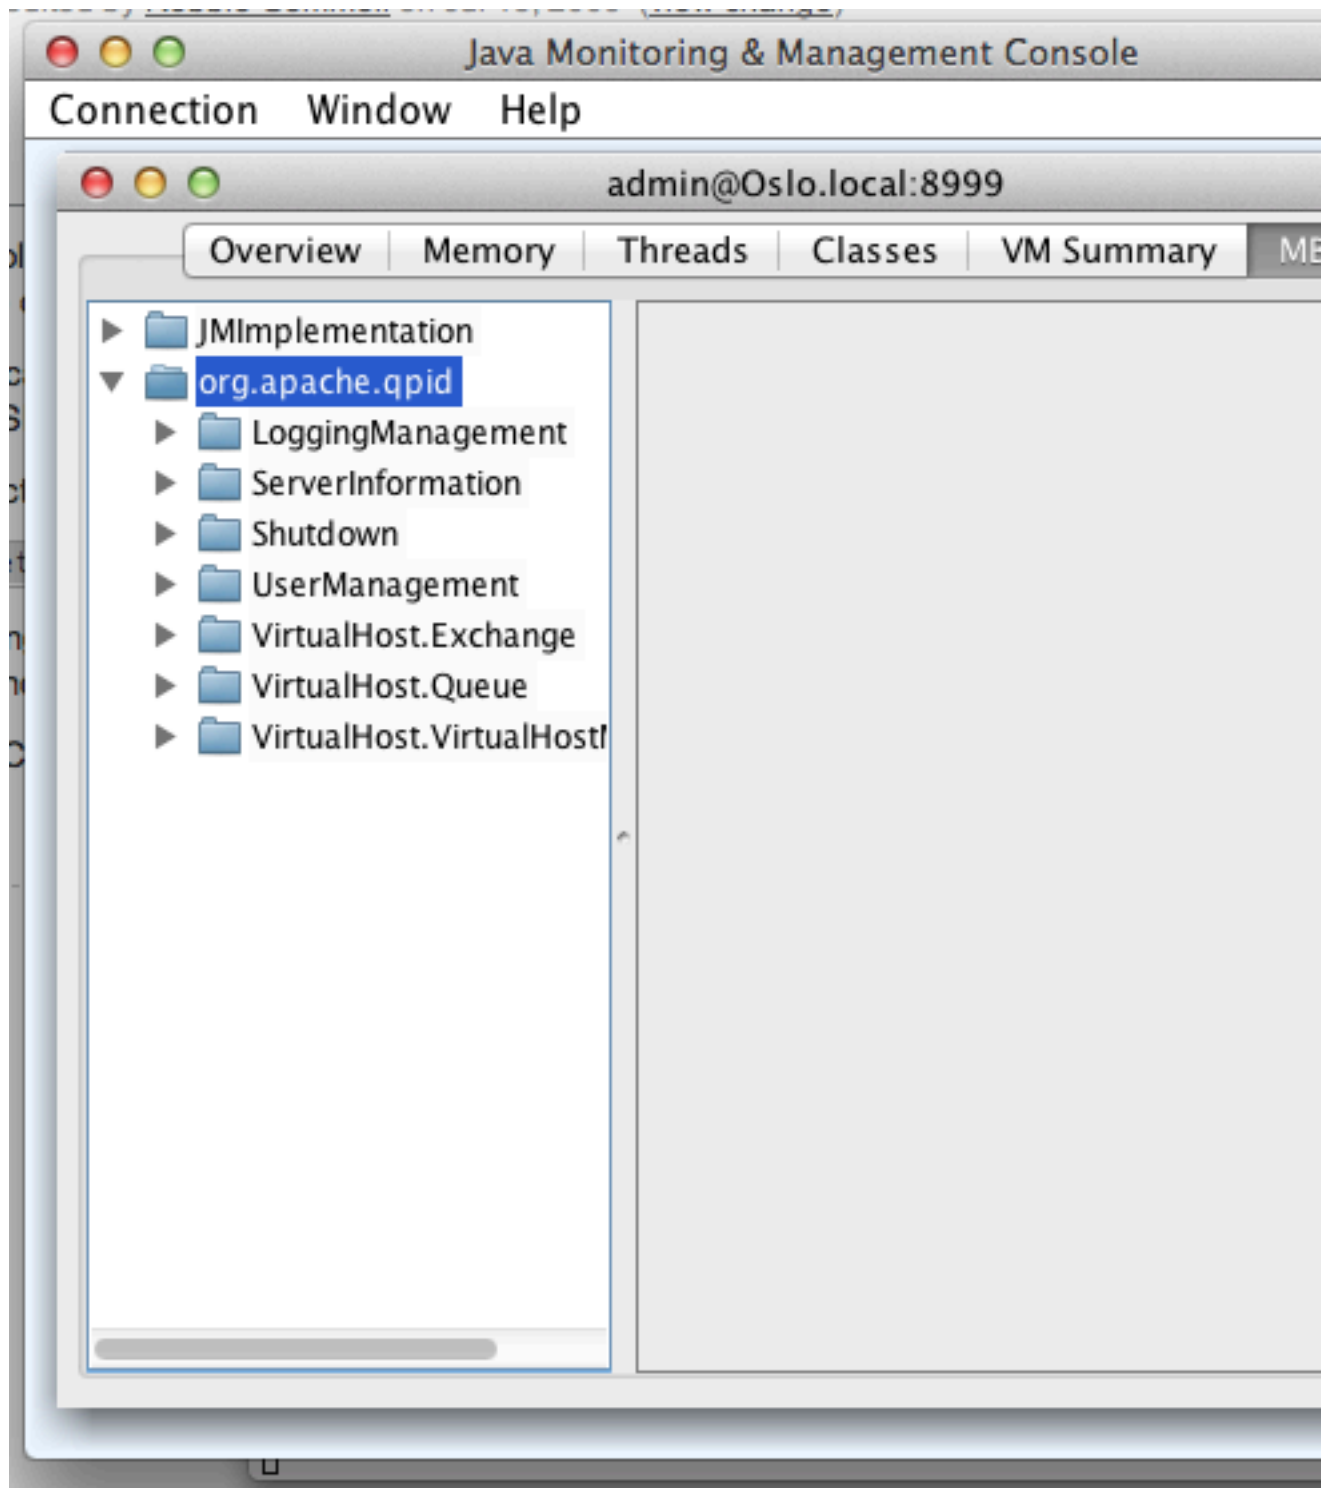 Java Monitoring & Management Console
Connection Window Help
admin@Oslo.local:8999
Overview Memory Threads Classes VM Summary
JMImplementation
org.apache.qpid
LoggingManagement
ServerInformation
Shutdown
UserManagement
VirtualHost.Exchange
VirtualHost.Queue